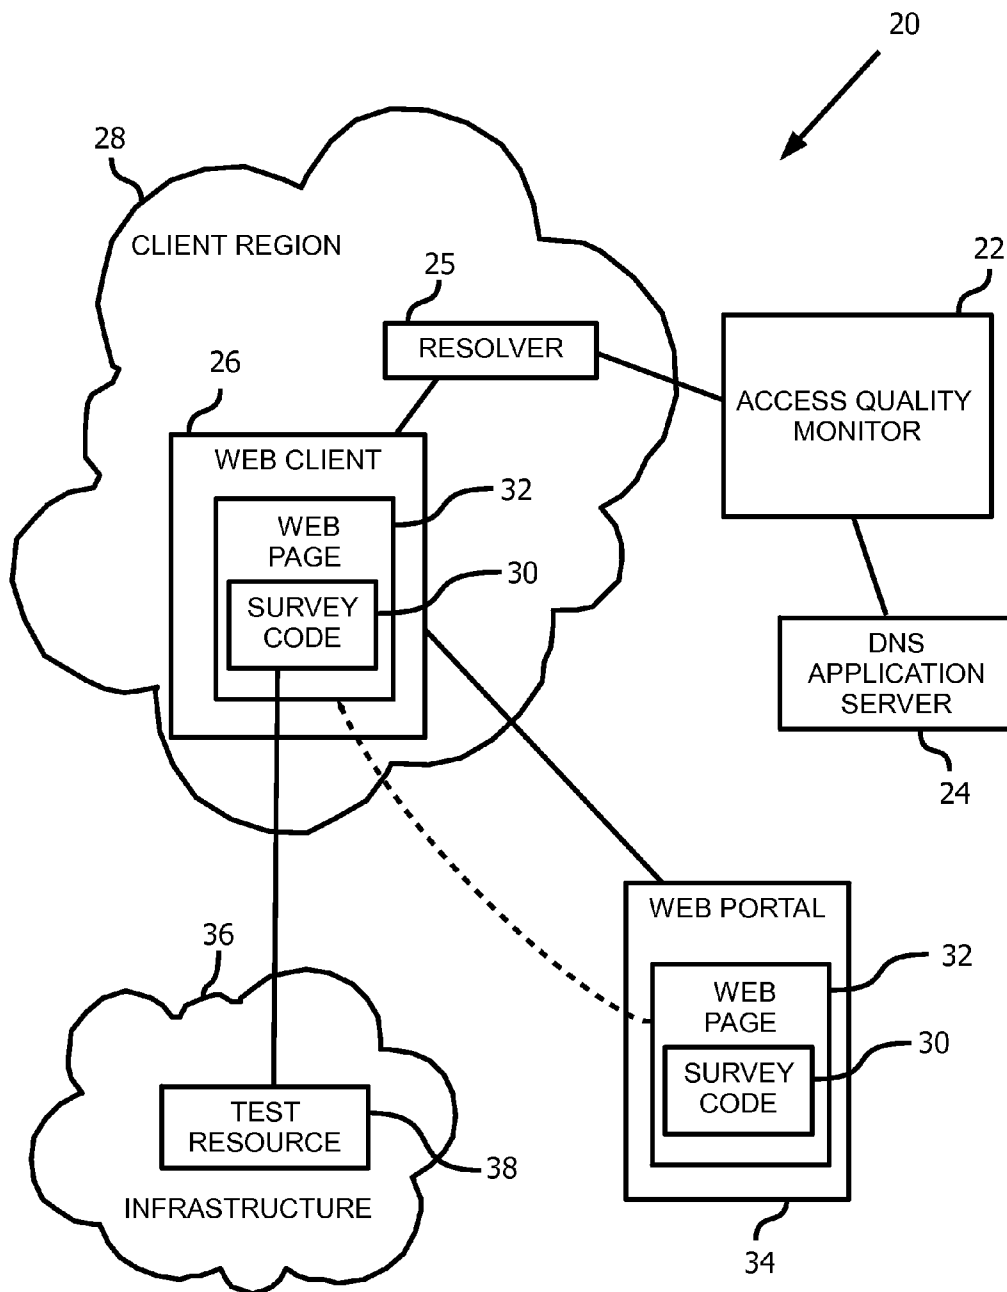 20
28
CLIENT REGION
25
RESOLVER
22
ACCESS QUALITY
MONITOR
26
WEB CLIENT
32
WEB
PAGE
30
SURVEY
CODE
DNS
APPLICATION
SERVER
24
WEB PORTAL
32
WEB
PAGE
30
SURVEY
CODE
34
36
TEST
RESOURCE
38
INFRASTRUCTURE